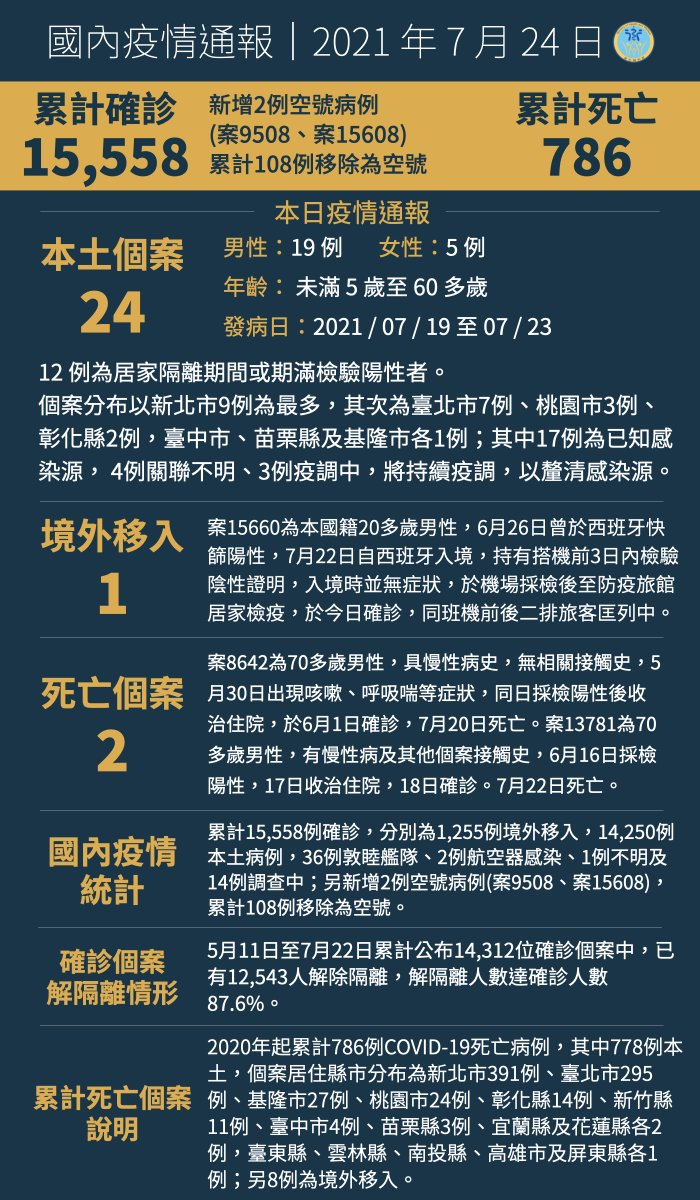 國內疫情通報｜2021 年 7 月 24 日
累計確診
15,558
新增2例空號病例
(案9508、案15608)
累計108例移除為空號
累計死亡
786
本日疫情通報
本土個案
24
男性：19 例 女性：5 例
年齡： 未滿 5 歲至 60 多歲
發病日：2021 / 07 / 19 至 07 / 23
12 例為居家隔離期間或期滿檢驗陽性者。
個案分布以新北市9例為最多，其次為臺北市7例、桃園市3例、
彰化縣2例，臺中市、苗栗縣及基隆市各1例；其中17例為已知感
染源， 4例關聯不明、3例疫調中，將持續疫調，以釐清感染源。
境外移入
1
案15660為本國籍20多歲男性，6月26日曾於西班牙快
篩陽性，7月22日自西班牙入境，持有搭機前3日內檢驗
陰性證明，入境時並無症狀，於機場採檢後至防疫旅館
居家檢疫，於今日確診，同班機前後二排旅客匡列中。
死亡個案
2
案8642為70多歲男性，具慢性病史，無相關接觸史，5
月30日出現咳嗽、呼吸喘等症狀，同日採檢陽性後收
治住院，於6月1日確診，7月20日死亡。案13781為70
多歲男性，有慢性病及其他個案接觸史，6月16日採檢
陽性，17日收治住院，18日確診。7月22日死亡。
國內疫情
統計
累計15,558例確診，分別為1,255例境外移入，14,250例
本土病例，36例敦睦艦隊、2例航空器感染、1例不明及
14例調查中；另新增2例空號病例(案9508、案15608)，
累計108例移除為空號。
確診個案
解隔離情形
5月11日至7月22日累計公布14,312位確診個案中，已
有12,543人解除隔離，解隔離人數達確診人數
87.6%。
累計死亡個案
說明
2020年起累計786例COVID-19死亡病例，其中778例本
土，個案居住縣市分布為新北市391例、臺北市295
例、基隆市27例、桃園市24例、彰化縣14例、新竹縣
11例、臺中市4例、苗栗縣3例、宜蘭縣及花蓮縣各2
例，臺東縣、雲林縣、南投縣、高雄市及屏東縣各1
例；另8例為境外移入。